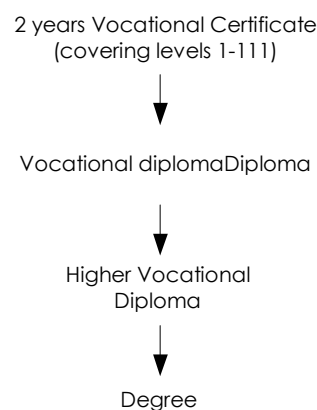 2 years Vocational Certificate
(covering levels 1-111)
Vocational diplomaDiploma
Higher Vocational
Diploma
Degree